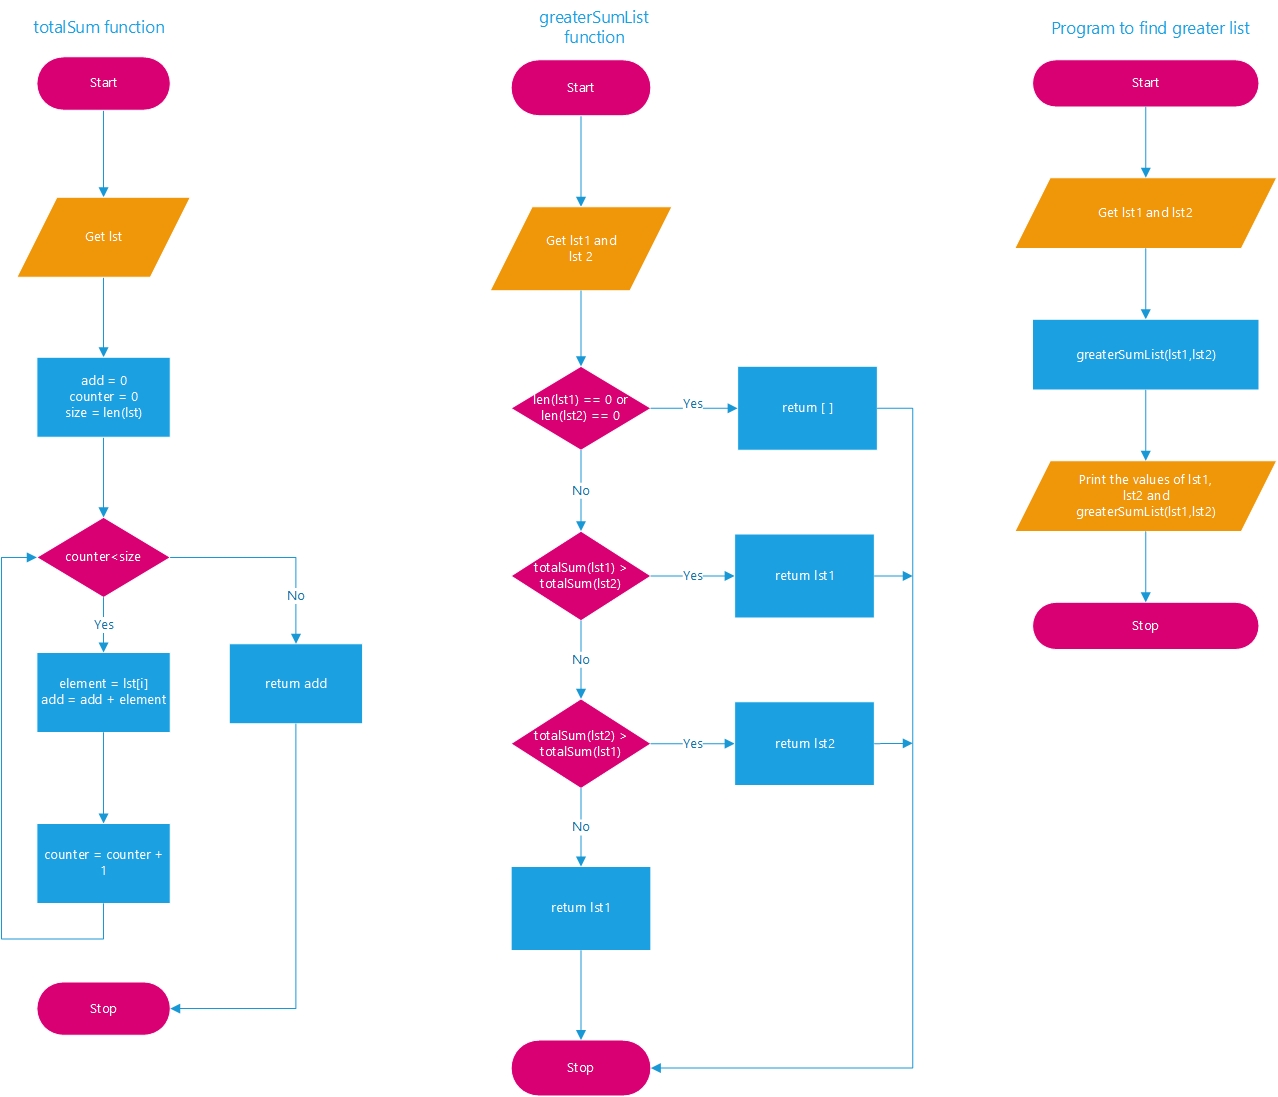 totalSum function
Start
Get lst
add = 0
counter = 0
size = len(lst)
counter<size
Yes
No
element = lst[i]
add = add + element
return add
counter = counter +
1
Stop
greaterSumList
function
Start
Get lst1 and
lst 2
len(lst1) == 0 or
len(lst2) == 0
Yes
return [ ]
No
totalSum(lst1) >
totalSum(lst2)
Yes
return lst1
No
totalSum(lst2) >
totalSum(lst1)
Yes
return lst2
No
return lst1
Stop
Program to find greater list
Start
Get lst1 and lst2
greaterSumList(lst1,lst2)
Print the values of lst1,
lst2 and
greaterSumList(lst1,lst2)
Stop